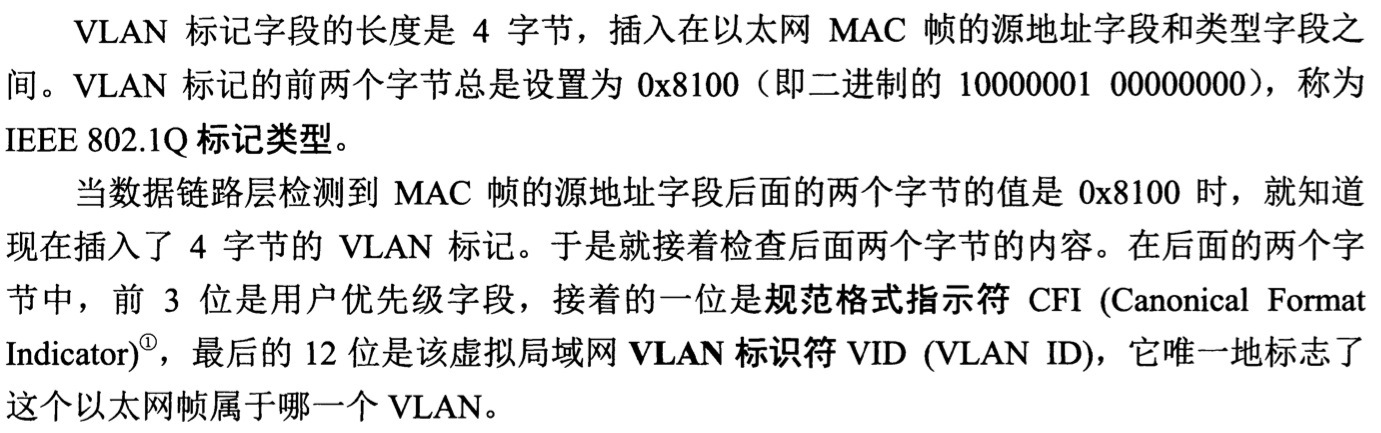 VLAN 标记字段的长度是 4 字节，插入在以太网 MAC 帧的源地址字段和类型字段之
间。VLAN 标记的前两个字节总是设置为 0x8100（即二进制的 10000001 00000000），称为
IEEE 802.1Q 标记类型。
当数据链路层检测到 MAC 帧的源地址字段后面的两个字节的值是 0x8100 时，就知道
现在插入了 4 字节的 VLAN 标记。于是就接着检查后面两个字节的内容。在后面的两个字
节中，前 3 位是用户优先级字段，接着的一位是规范格式指示符 CFI (Canonical Format
Indicator)①，最后的 12 位是该虚拟局域网 VLAN 标识符 VID (VLAN ID)，它唯一地标志了
这个以太网帧属于哪一个 VLAN。